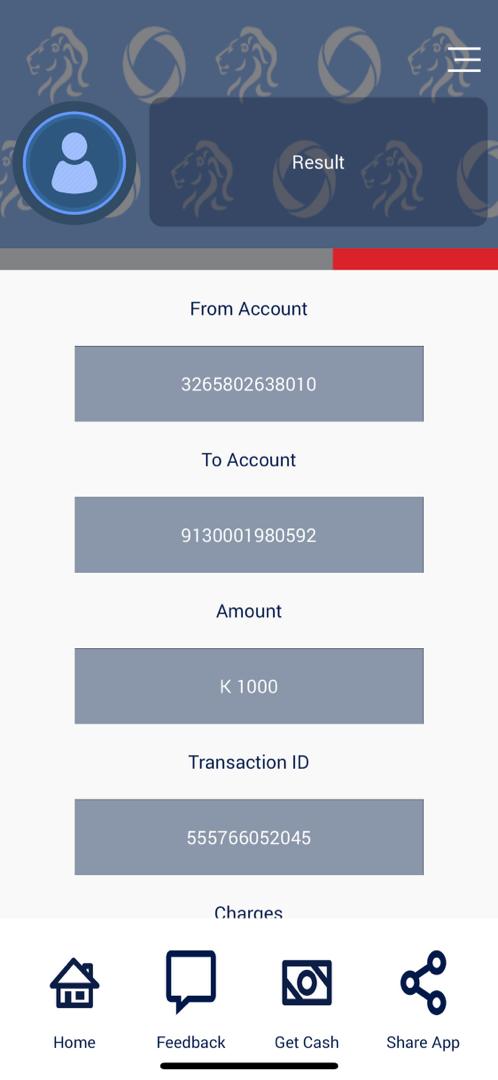 Result
From Account
3265802638010
To Account
9130001980592
Amount
K 1000
Transaction ID
555766052045
Charges
Home
Feedback
Get Cash
Share App